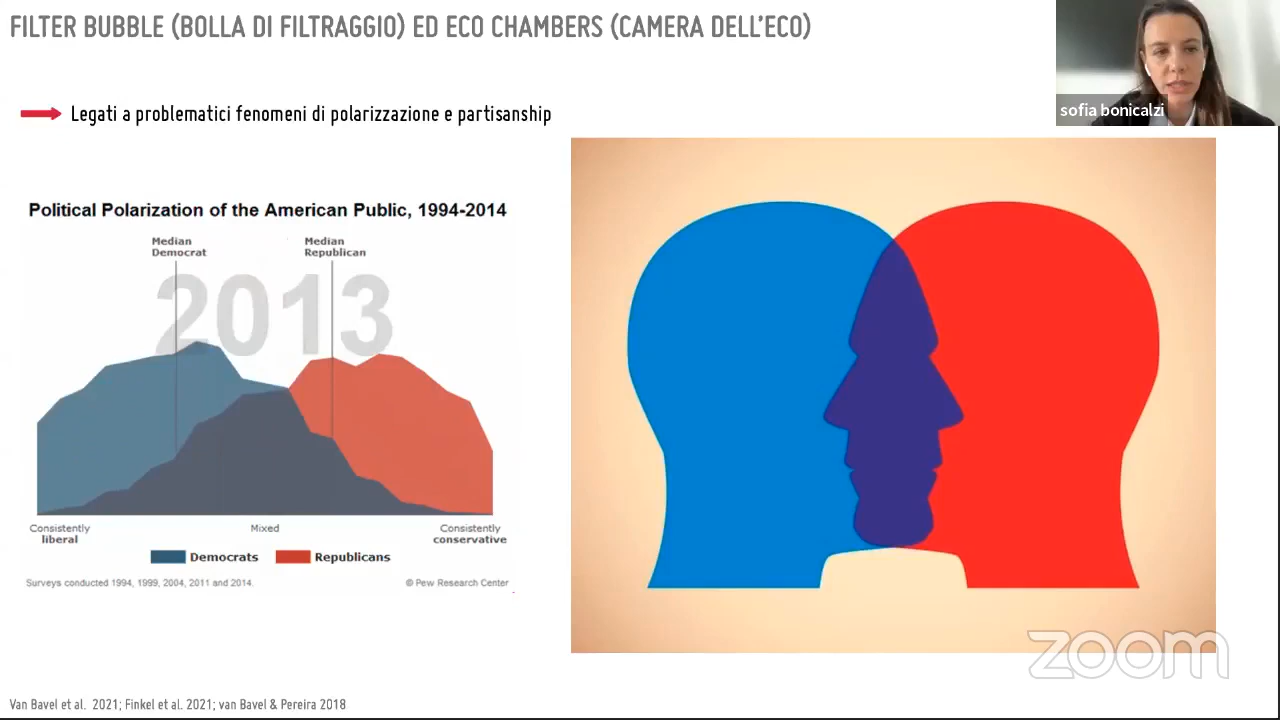 FILTER BUBBLE (BOLLA DI FILTRAGGIO) ED ECO CHAMBERS (CAMERA DELL'ECO)
sofia bonicalzi
Legati a problematici fenomeni di polarizzazione e partisanship
Political Polarization of the American Public, 1994-2014
Median
Democrat
Median
Republican
2013
Consistently
liberal
Mixed
Consistently
conservative
Democrats
Republicans
Surveys conducted 1994, 1999, 2004, 2011 and 2014.
© Pew Research Center
zoom
Van Bavel et al. 2021; Finkel et al. 2021; van Bavel & Pereira 2018